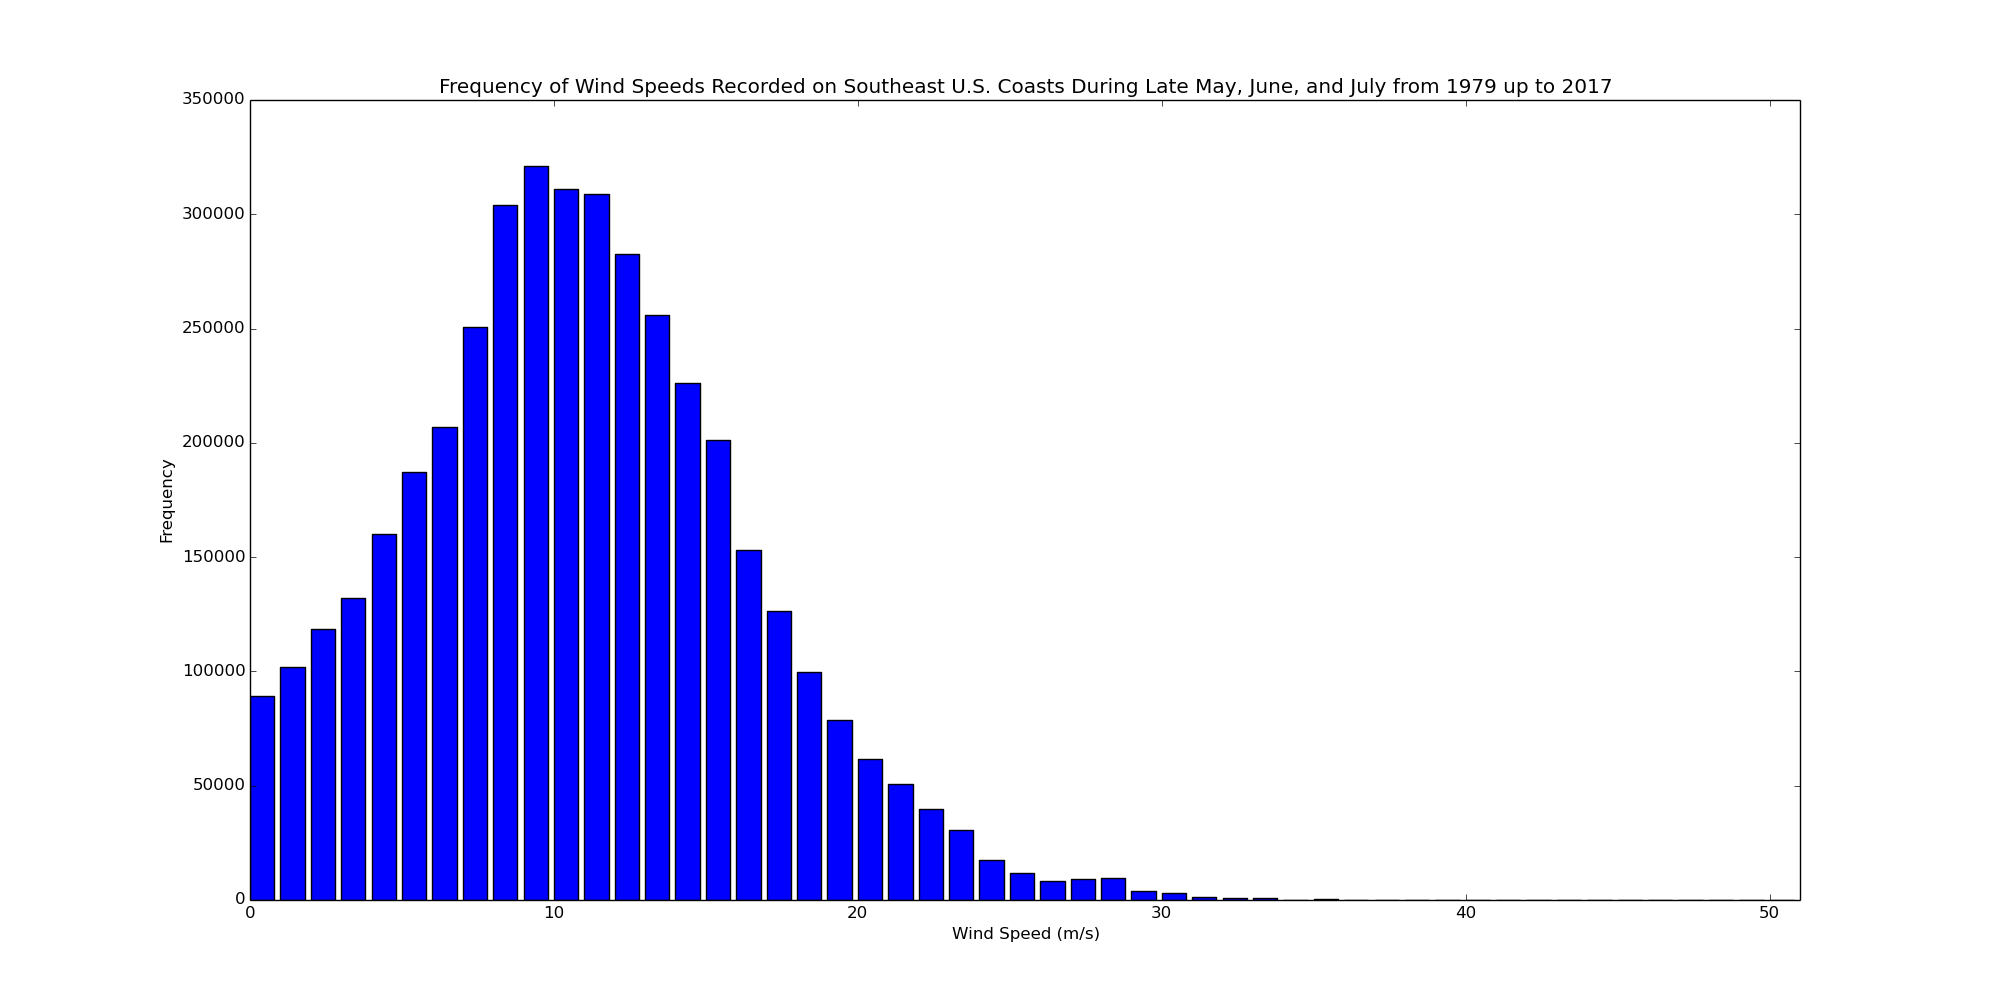 Frequency of Wind Speeds Recorded on Southeast U.S. Coasts During Late May, June, and July from 1979 up to 2017
350000
300000
250000
200000
150000
100000
50000
0
Frequency
0 10 20 30 40 50
Wind Speed (m/s)